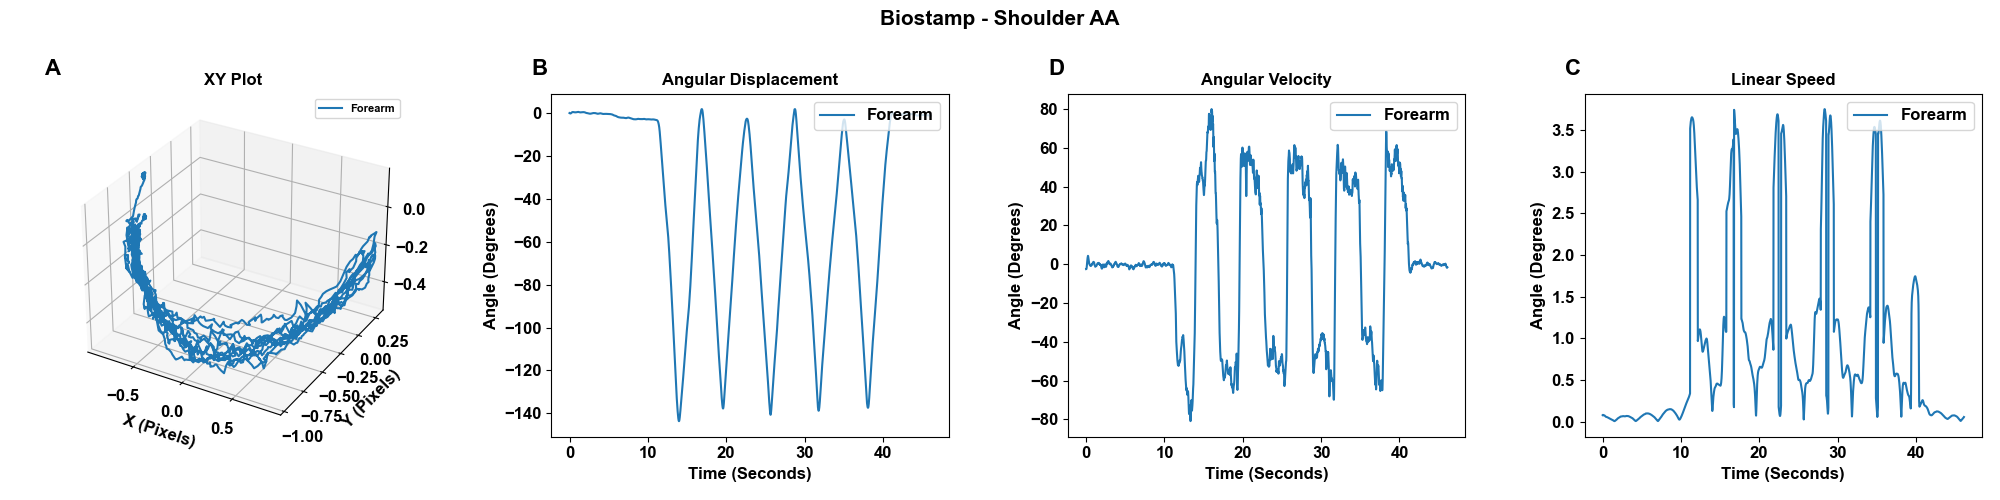 Biostamp - Shoulder AA
A
XY Plot
Forearm
0.0
−0.2
−0.4
0.25
0.00
−0.25
−0.50
−0.75
−1.00
Y (Pixels)
−0.5
0.0
0.5
X (Pixels)
B
Angular Displacement
Forearm
0
−20
−40
−60
−80
−100
−120
−140
Angle (Degrees)
0
10
20
30
40
Time (Seconds)
D
Angular Velocity
Forearm
80
60
40
20
0
−20
−40
−60
−80
Angle (Degrees)
0
10
20
30
40
Time (Seconds)
C
Linear Speed
Forearm
3.5
3.0
2.5
2.0
1.5
1.0
0.5
0.0
Angle (Degrees)
0
10
20
30
40
Time (Seconds)